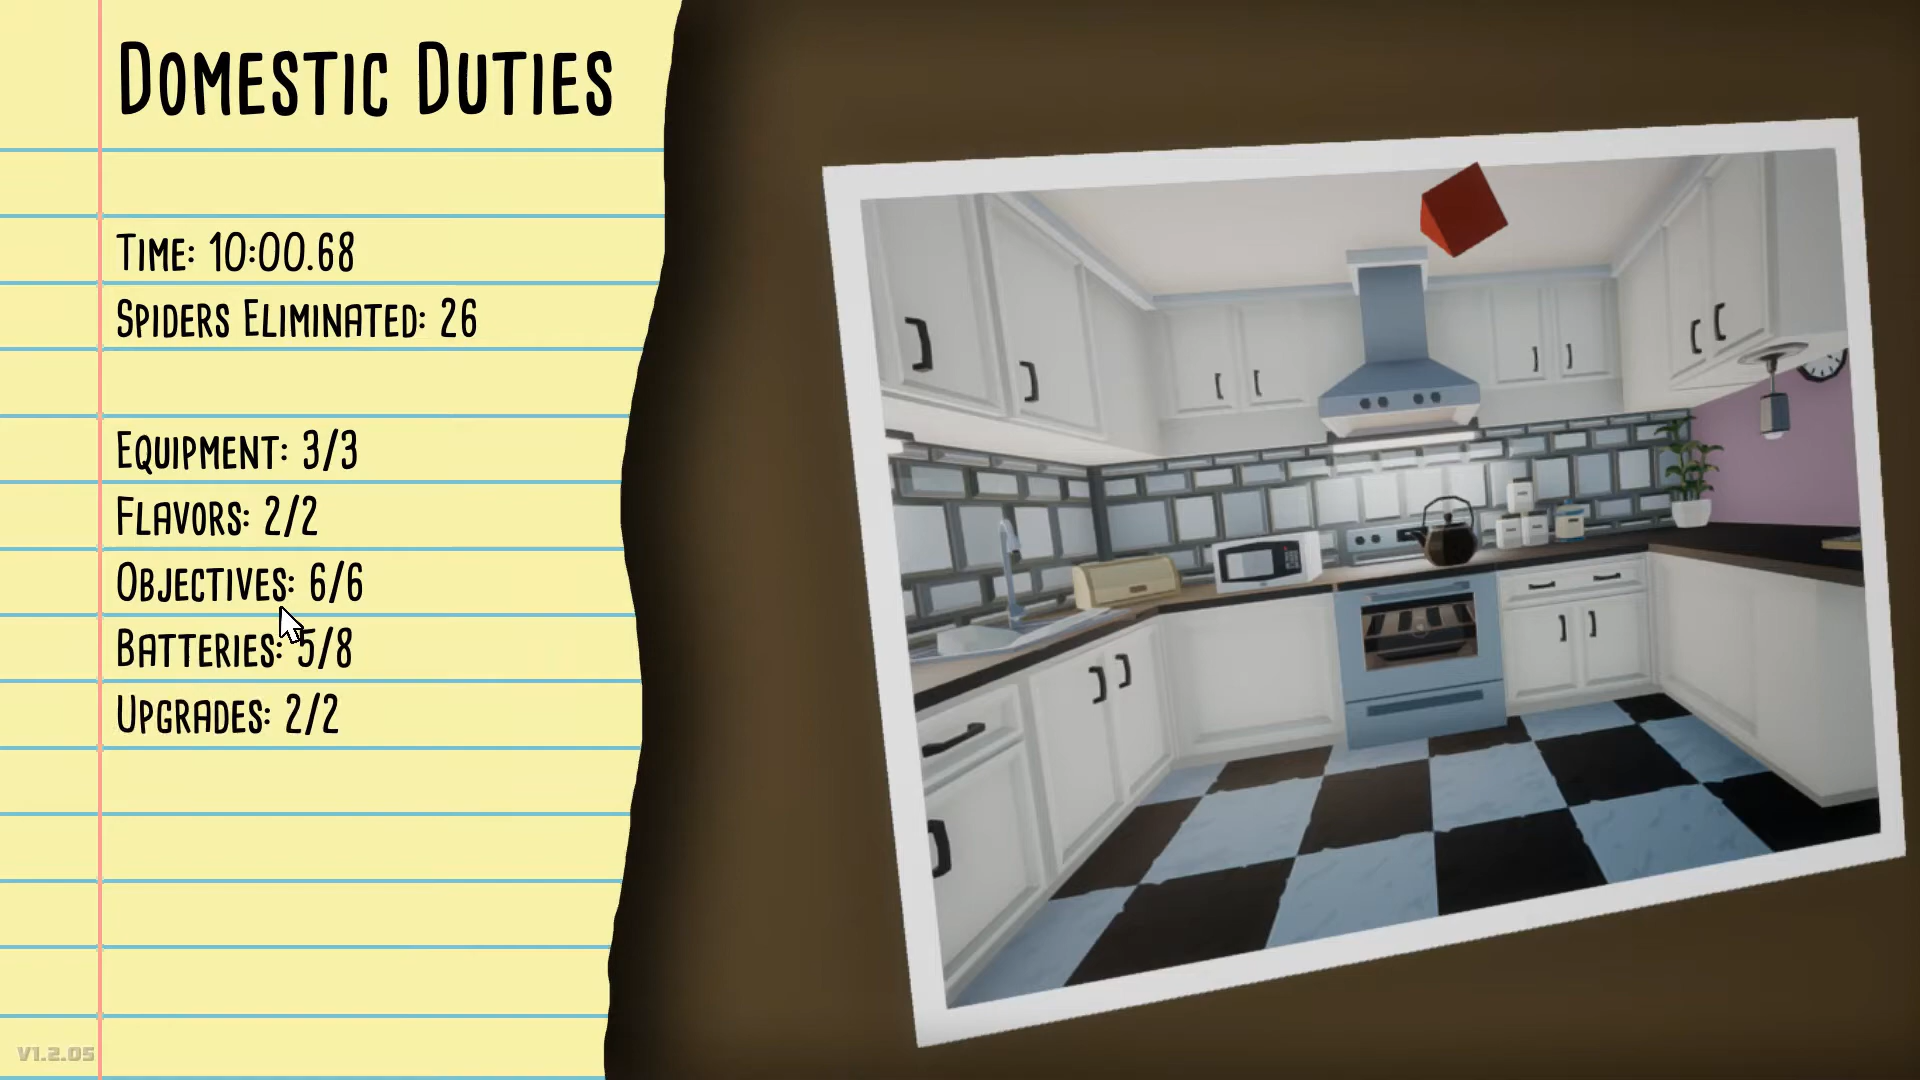 Domestic Duties
Time: 10:00.68
Spiders Eliminated: 26
Equipment: 3/3
Flavors: 2/2
Objectives: 6/6
Batteries: 5/8
Upgrades: 2/2
V1.2.05